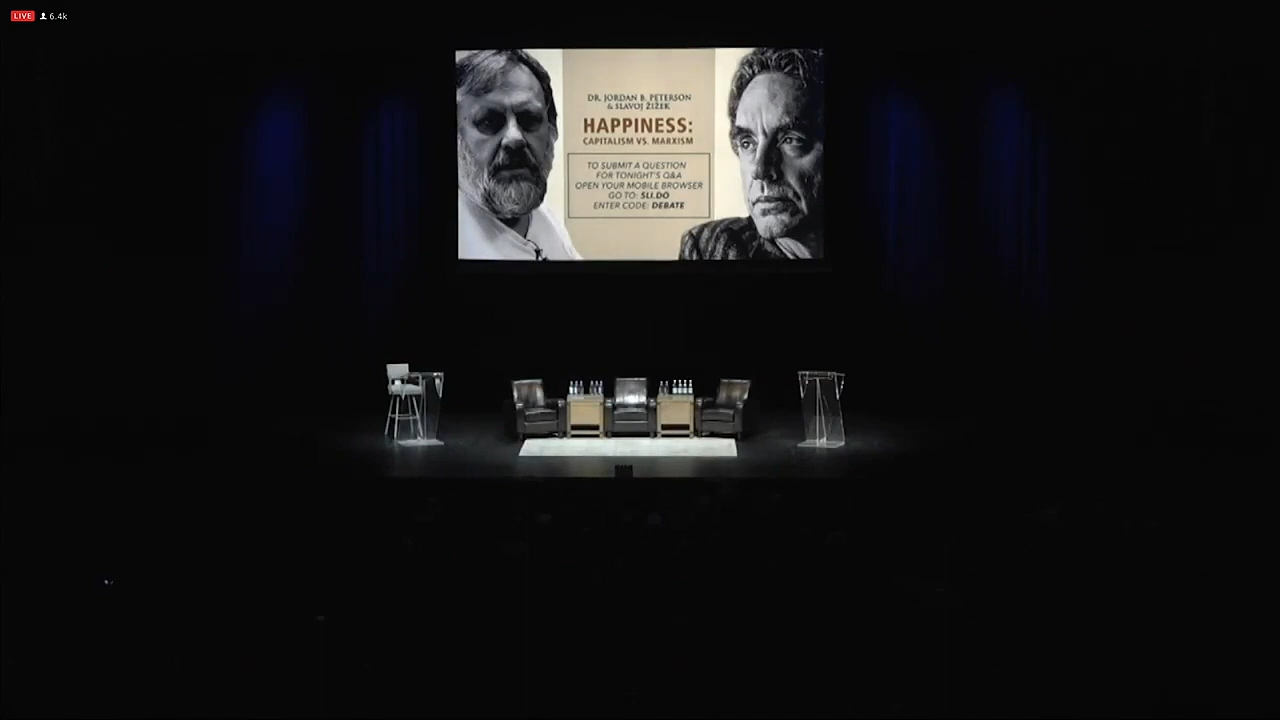 LIVE 6.4k
DR. JORDAN B. PETERSON
& SLAVOJ ŽIŽEK
HAPPINESS:
CAPITALISM VS. MARXISM
TO SUBMIT A QUESTION
FOR TONIGHT'S Q&A
OPEN YOUR MOBILE BROWSER
GO TO: SLI.DO
ENTER CODE: DEBATE